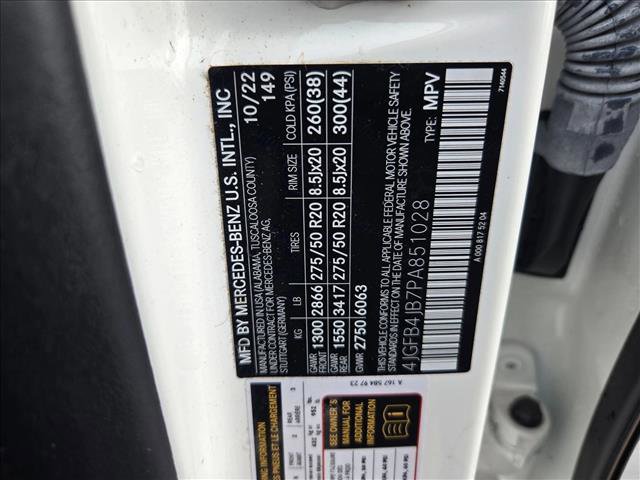 MFD BY MERCEDES-BENZ U.S. INTL., INC
10/22
MANUFACTURED IN USA (ALABAMA, TUSCALOOSA COUNTY)
149
UNDER CONTRACT FOR MERCEDES-BENZ AG,
STUTTGART (GERMANY)
KG LB TIRES RIM SIZE COLD KPA (PSI)
GAWR FRONT 1300 2866 275/50 R20 8.5Jx20 260(38)
GAWR REAR 1550 3417 275/50 R20 8.5Jx20 300(44)
GVWR 2750 6063
THIS VEHICLE CONFORMS TO ALL APPLICABLE FEDERAL MOTOR VEHICLE SAFETY
STANDARDS IN EFFECT ON THE DATE OF MANUFACTURE SHOWN ABOVE.
4JGFB4JB7PA851028 TYPE: MPV
A 000 817 52 04
7140544
A 167 584 97 23
SEE OWNER'S
MANUAL FOR
ADDITIONAL
INFORMATION